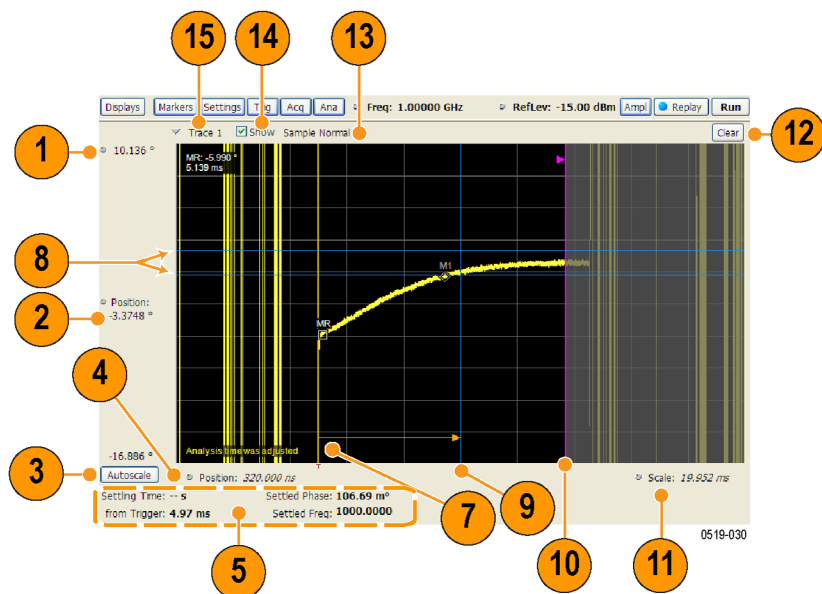 15
14
13
Displays Markers Settings Trig Acq Ana Freq: 1.00000 GHz RefLev: -15.00 dBm Ampl Replay Run
Trace 1 Show Sample Normal Clear
12
1
10.136 °
MR: -5.990 °
5.139 ms
8
M1
Position:
-3.3748 °
2
MR
4
-16.886 °
Analysis time was adjusted
T
3
Autoscale
Position: 320.000 ns
Scale: 19.952 ms
Settling Time: -- s Settled Phase: 106.69 m°
from Trigger: 4.97 ms Settled Freq: 1000.0000
5
7
9
10
11
0519-030